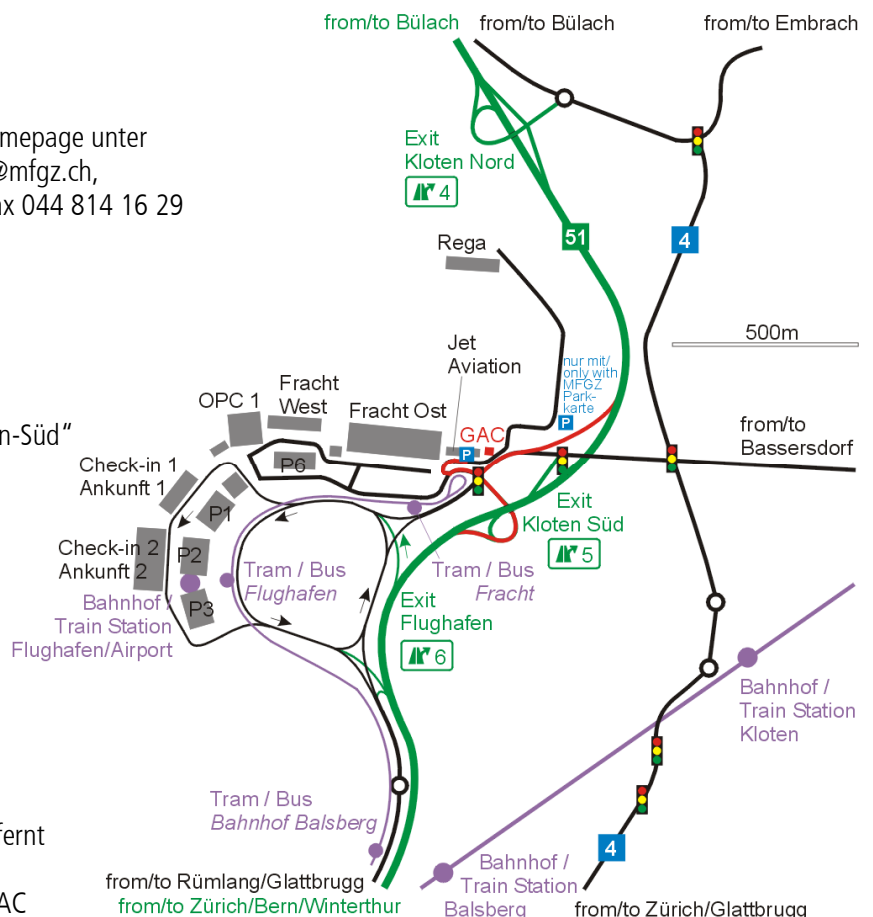 from/to Bülach
from/to Bülach
from/to Embrach
mepage unter
@mfgz.ch,
x 044 814 16 29
Exit
Kloten Nord
4
51
4
Rega
500m
Jet
Aviation
nur mit/
only with
MFGZ
Park-
karte
P
OPC 1
Fracht
West
Fracht Ost
GAC
P
n-Süd“
from/to
Bassersdorf
Check-in 1
Ankunft 1
P6
P1
Exit
Kloten Süd
5
Check-in 2
Ankunft 2
P2
P3
Tram / Bus
Flughafen
Tram / Bus
Fracht
Bahnhof /
Train Station
Flughafen/Airport
Exit
Flughafen
6
Bahnhof /
Train Station
Kloten
Tram / Bus
Bahnhof Balsberg
fernt
4
Bahnhof /
Train Station
Balsberg
from/to Rümlang/Glattbrugg
AC
from/to Zürich/Bern/Winterthur
from/to Zürich/Glattbrugg